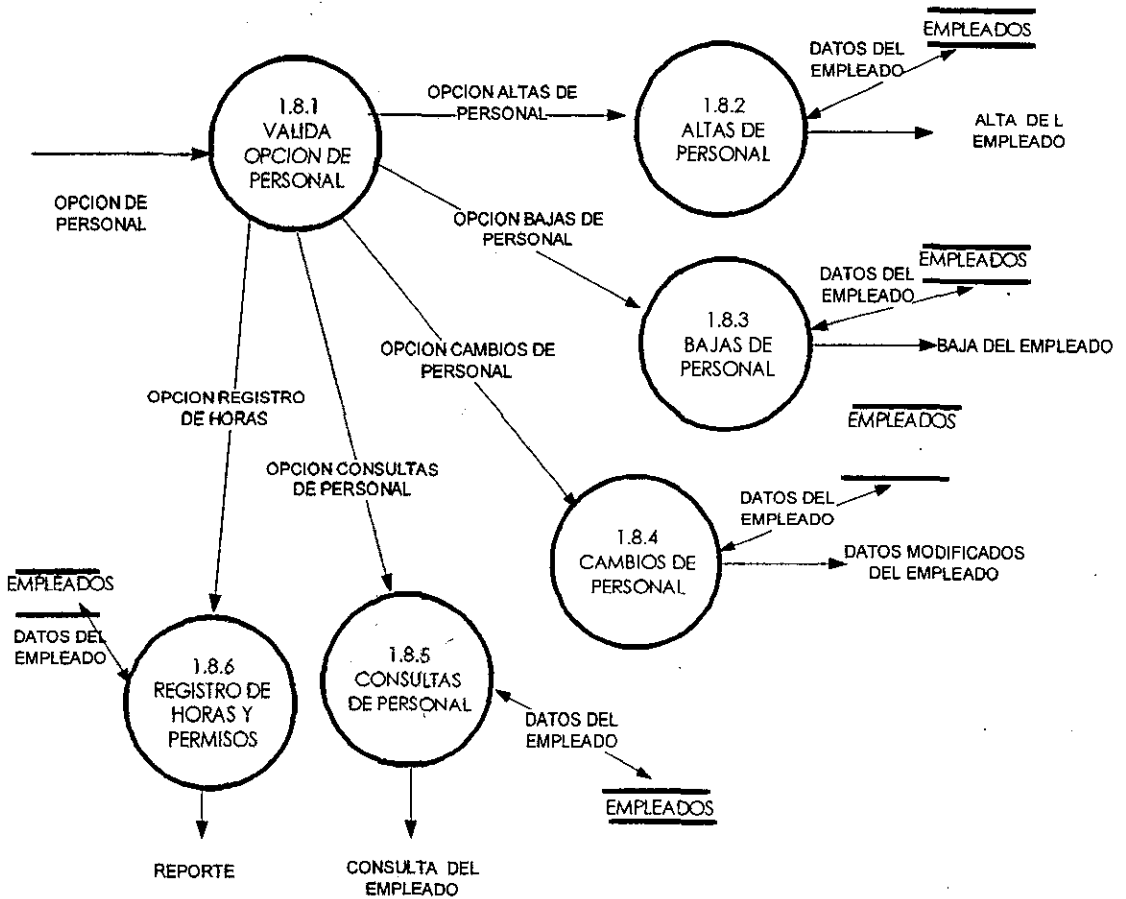 EMPLEADOS
DATOS DEL
EMPLEADO
1.8.1
VALIDA
OPCION DE
PERSONAL
OPCION ALTAS DE
PERSONAL
1.8.2
ALTAS DE
PERSONAL
ALTA DE L
EMPLEADO
OPCION DE
PERSONAL
OPCION BAJAS DE
PERSONAL
EMPLEADOS
DATOS DEL
EMPLEADO
1.8.3
BAJAS DE
PERSONAL
BAJA DEL EMPLEADO
OPCION CAMBIOS DE
PERSONAL
OPCION REGISTRO
DE HORAS
EMPLEADOS
OPCION CONSULTAS
DE PERSONAL
DATOS DEL
EMPLEADO
1.8.4
CAMBIOS DE
PERSONAL
DATOS MODIFICADOS
DEL EMPLEADO
EMPLEADOS
DATOS DEL
EMPLEADO
1.8.6
REGISTRO DE
HORAS Y
PERMISOS
1.8.5
CONSULTAS
DE PERSONAL
DATOS DEL
EMPLEADO
EMPLEADOS
REPORTE
CONSULTA DEL
EMPLEADO